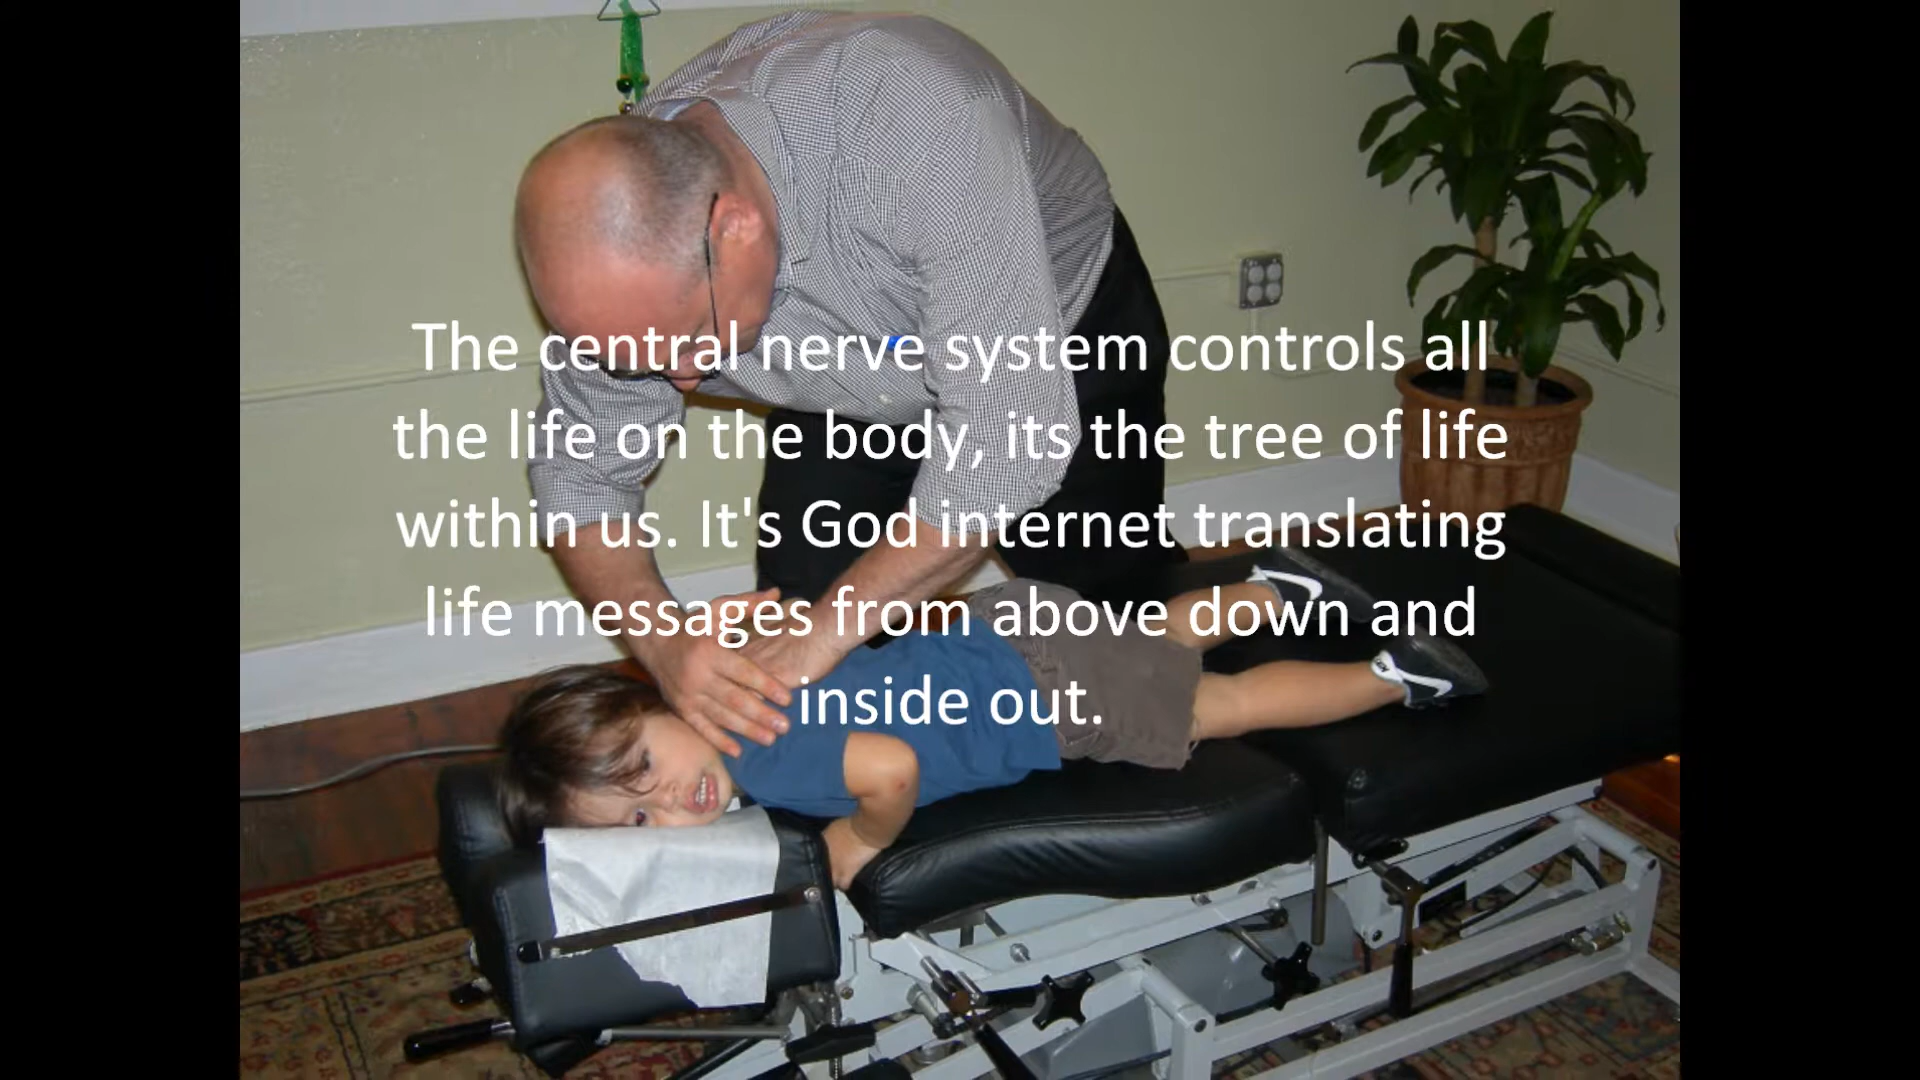 The central nerve system controls all
the life on the body, its the tree of life
within us. It's God internet translating
life messages from above down and
inside out.